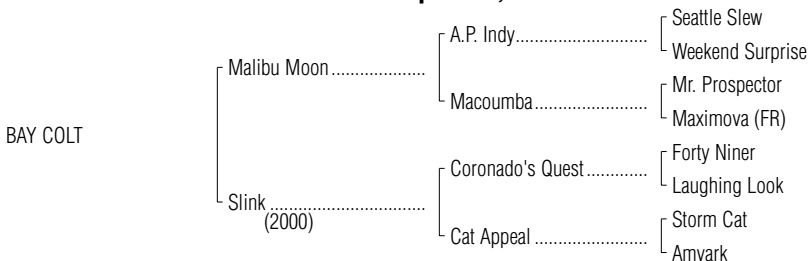 Seattle Slew
A.P. Indy..............................
Weekend Surprise
Malibu Moon.....................
Mr. Prospector
Macoumba..........................
Maximova (FR)
BAY COLT
Forty Niner
Coronado's Quest..............
Laughing Look
Slink...................................
(2000)
Storm Cat
Cat Appeal..........................
Amyark